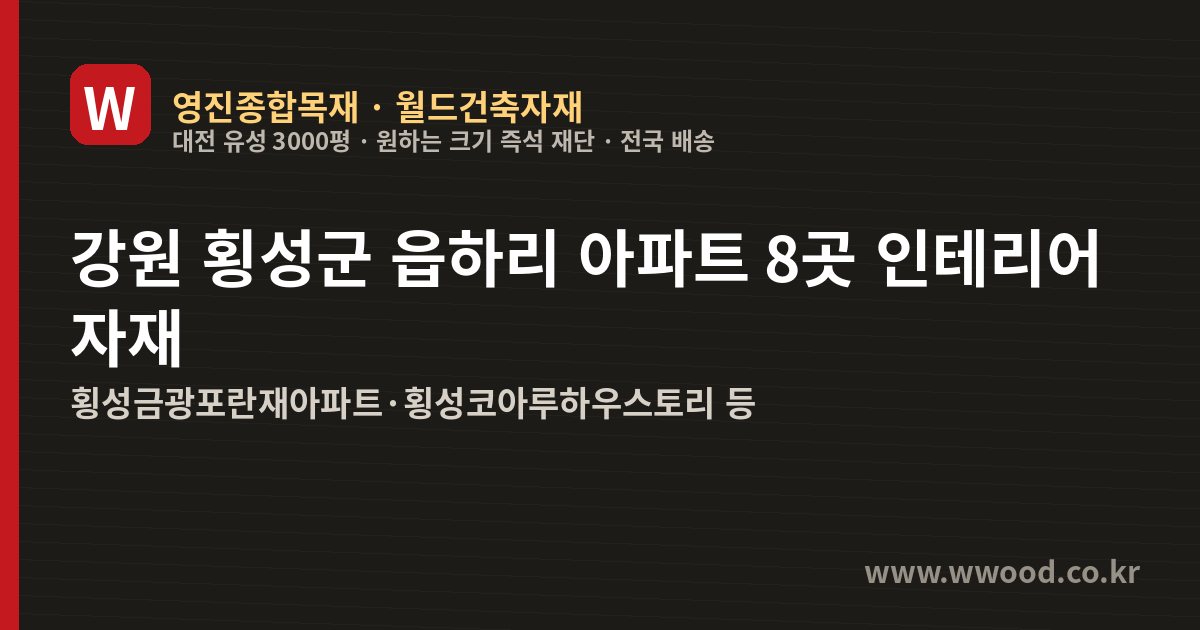 W
영진종합목재 · 월드건축자재
대전 유성 3000평 · 원하는 크기 즉석 재단 · 전국 배송
강원 횡성군 읍하리 아파트 8곳 인테리어
자재
횡성금광포란재아파트·횡성코아루하우스토리 등
www.wwood.co.kr